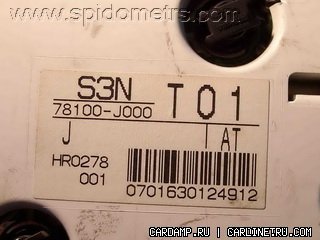 www.spidometrs.com
S3N T01
78100-J000
J AT
HR0278
001
0701630124912
CARDAMP.RU - CARDINETRU.COM